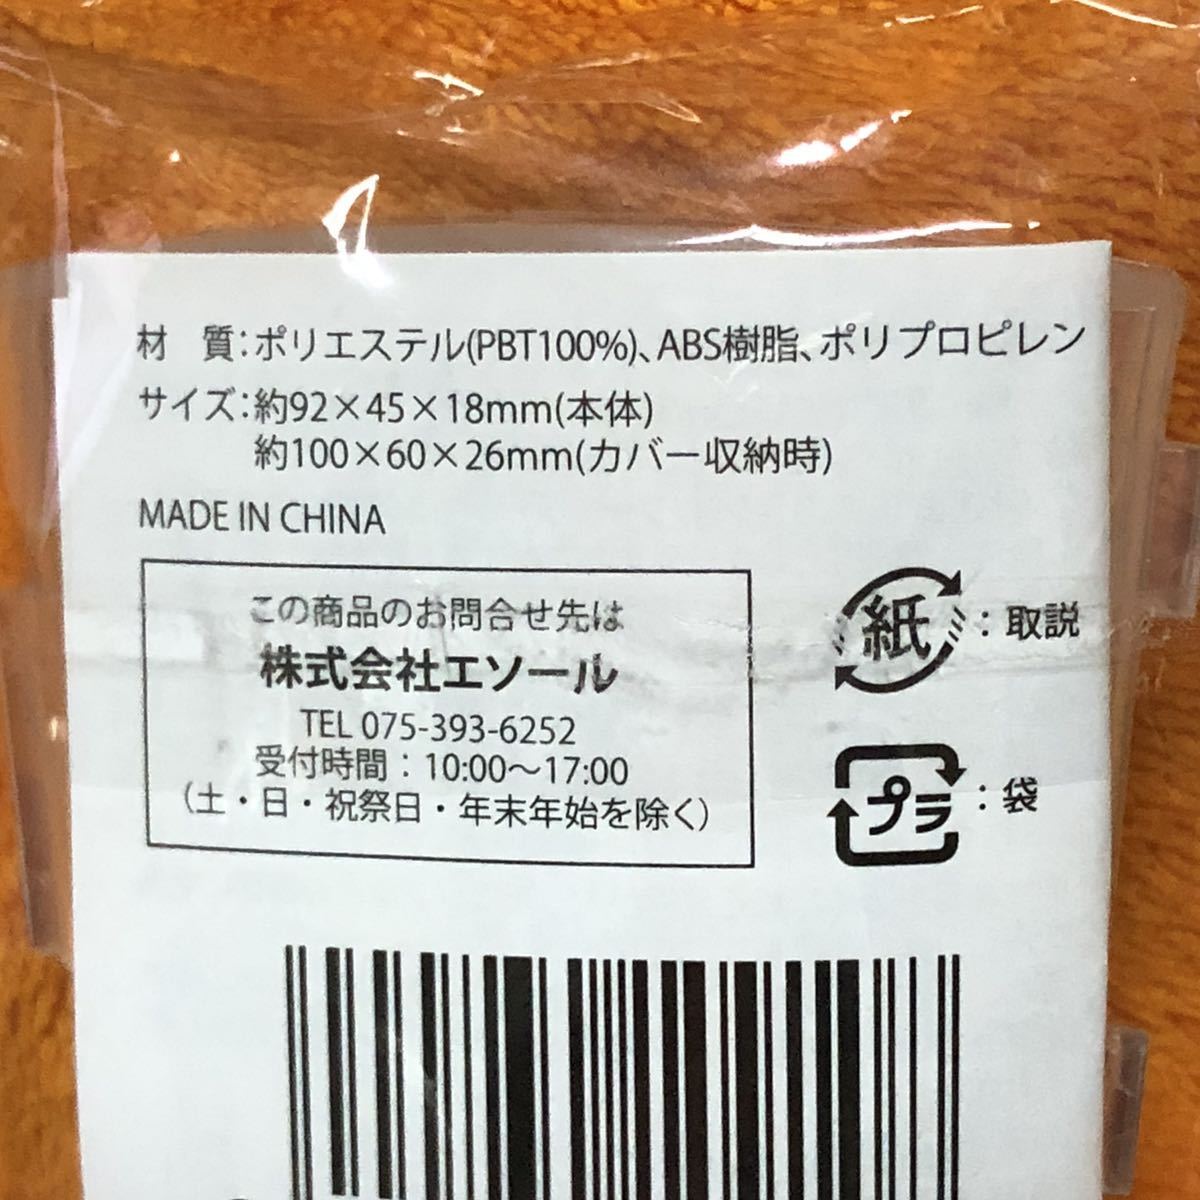 材　質：ポリエステル(PBT100%)、ABS樹脂、ポリプロピレン
サイズ：約92×45×18mm(本体)
約100×60×26mm(カバー収納時)
MADE IN CHINA
この商品のお問合せ先は
株式会社エソール
TEL 075-393-6252
受付時間：10:00～17:00
(土・日・祝祭日・年末年始を除く)
紙：取説
プラ：袋